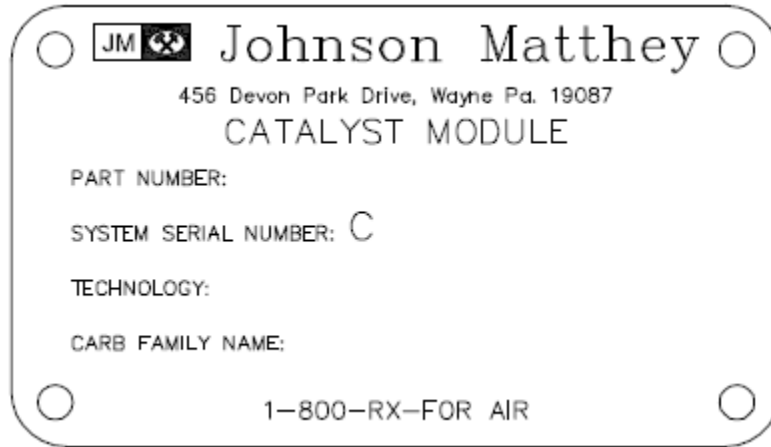 JM Johnson Matthey
456 Devon Park Drive, Wayne Pa. 19087
CATALYST MODULE
PART NUMBER:
SYSTEM SERIAL NUMBER: C
TECHNOLOGY:
CARB FAMILY NAME:
1-800-RX-FOR AIR